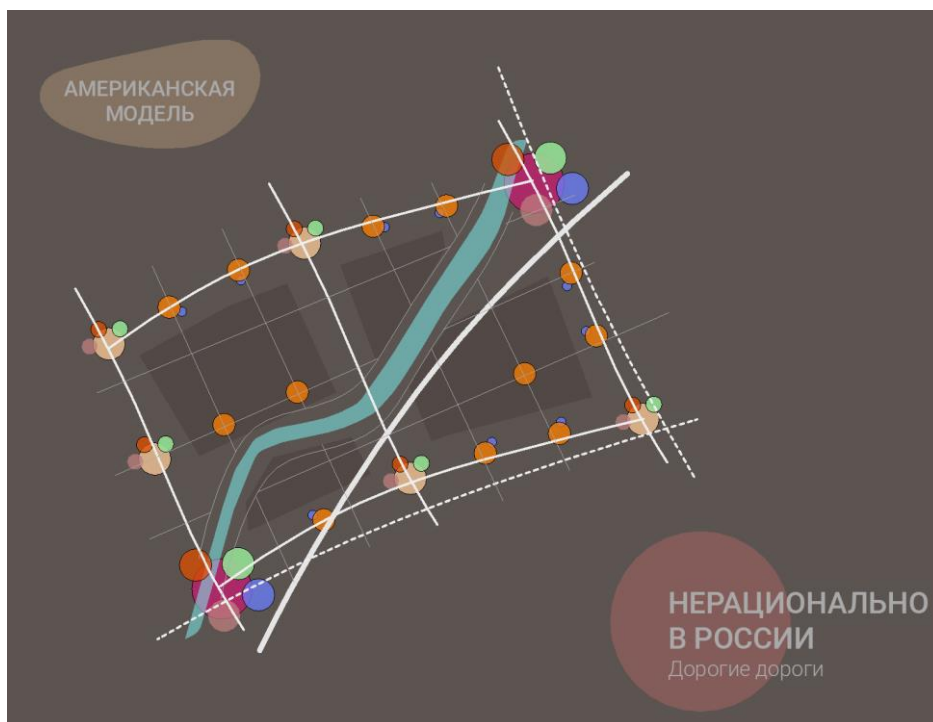 АМЕРИКАНСКАЯ
МОДЕЛЬ
НЕРАЦИОНАЛЬНО
В РОССИИ
Дорогие дороги